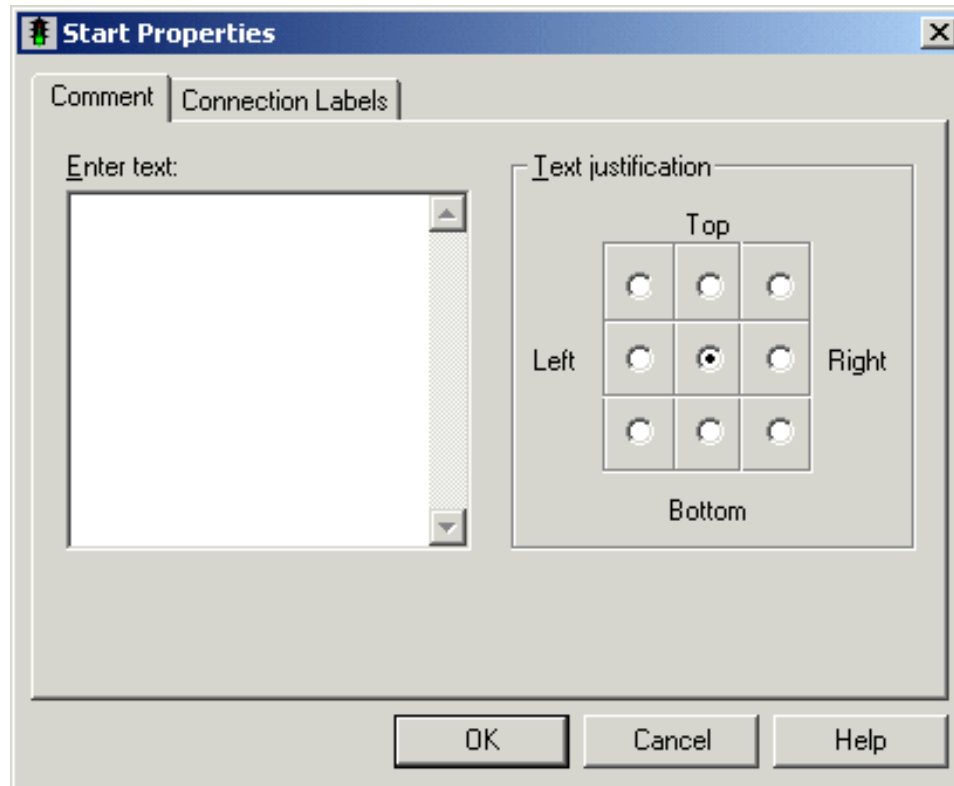 Start Properties
Comment
Connection Labels
Enter text:
Text justification
Top
Left
Right
Bottom
OK
Cancel
Help